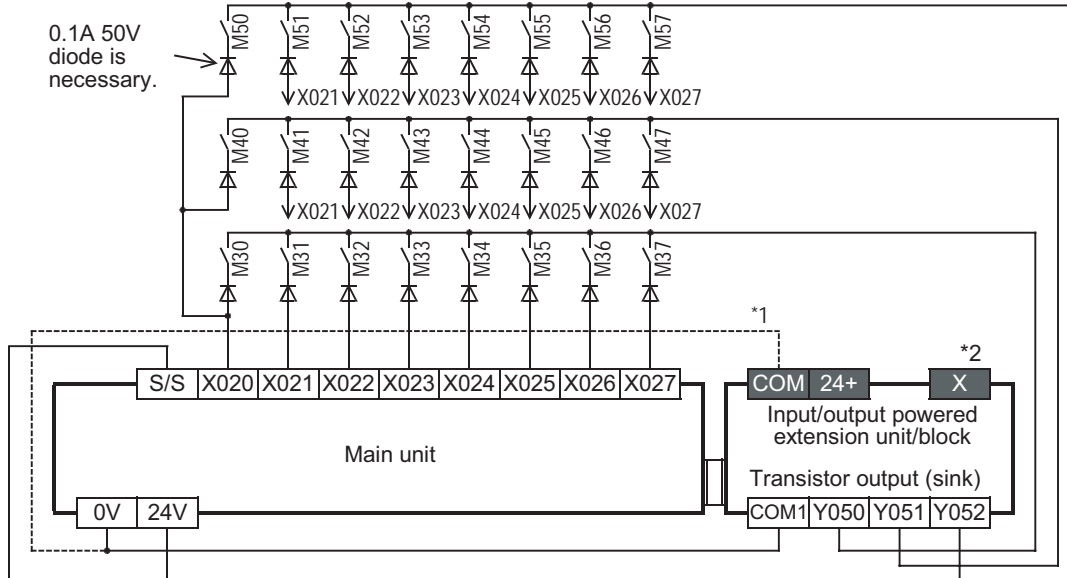 0.1A 50V
diode is
necessary.
M50 M51 M52 M53 M54 M55 M56 M57
X021 X022 X023 X024 X025 X026 X027
M40 M41 M42 M43 M44 M45 M46 M47
X021 X022 X023 X024 X025 X026 X027
M30 M31 M32 M33 M34 M35 M36 M37
*1
*2
S/S X020 X021 X022 X023 X024 X025 X026 X027
COM 24+ X
Input/output powered
extension unit/block
Main unit
Transistor output (sink)
0V 24V
COM1 Y050 Y051 Y052